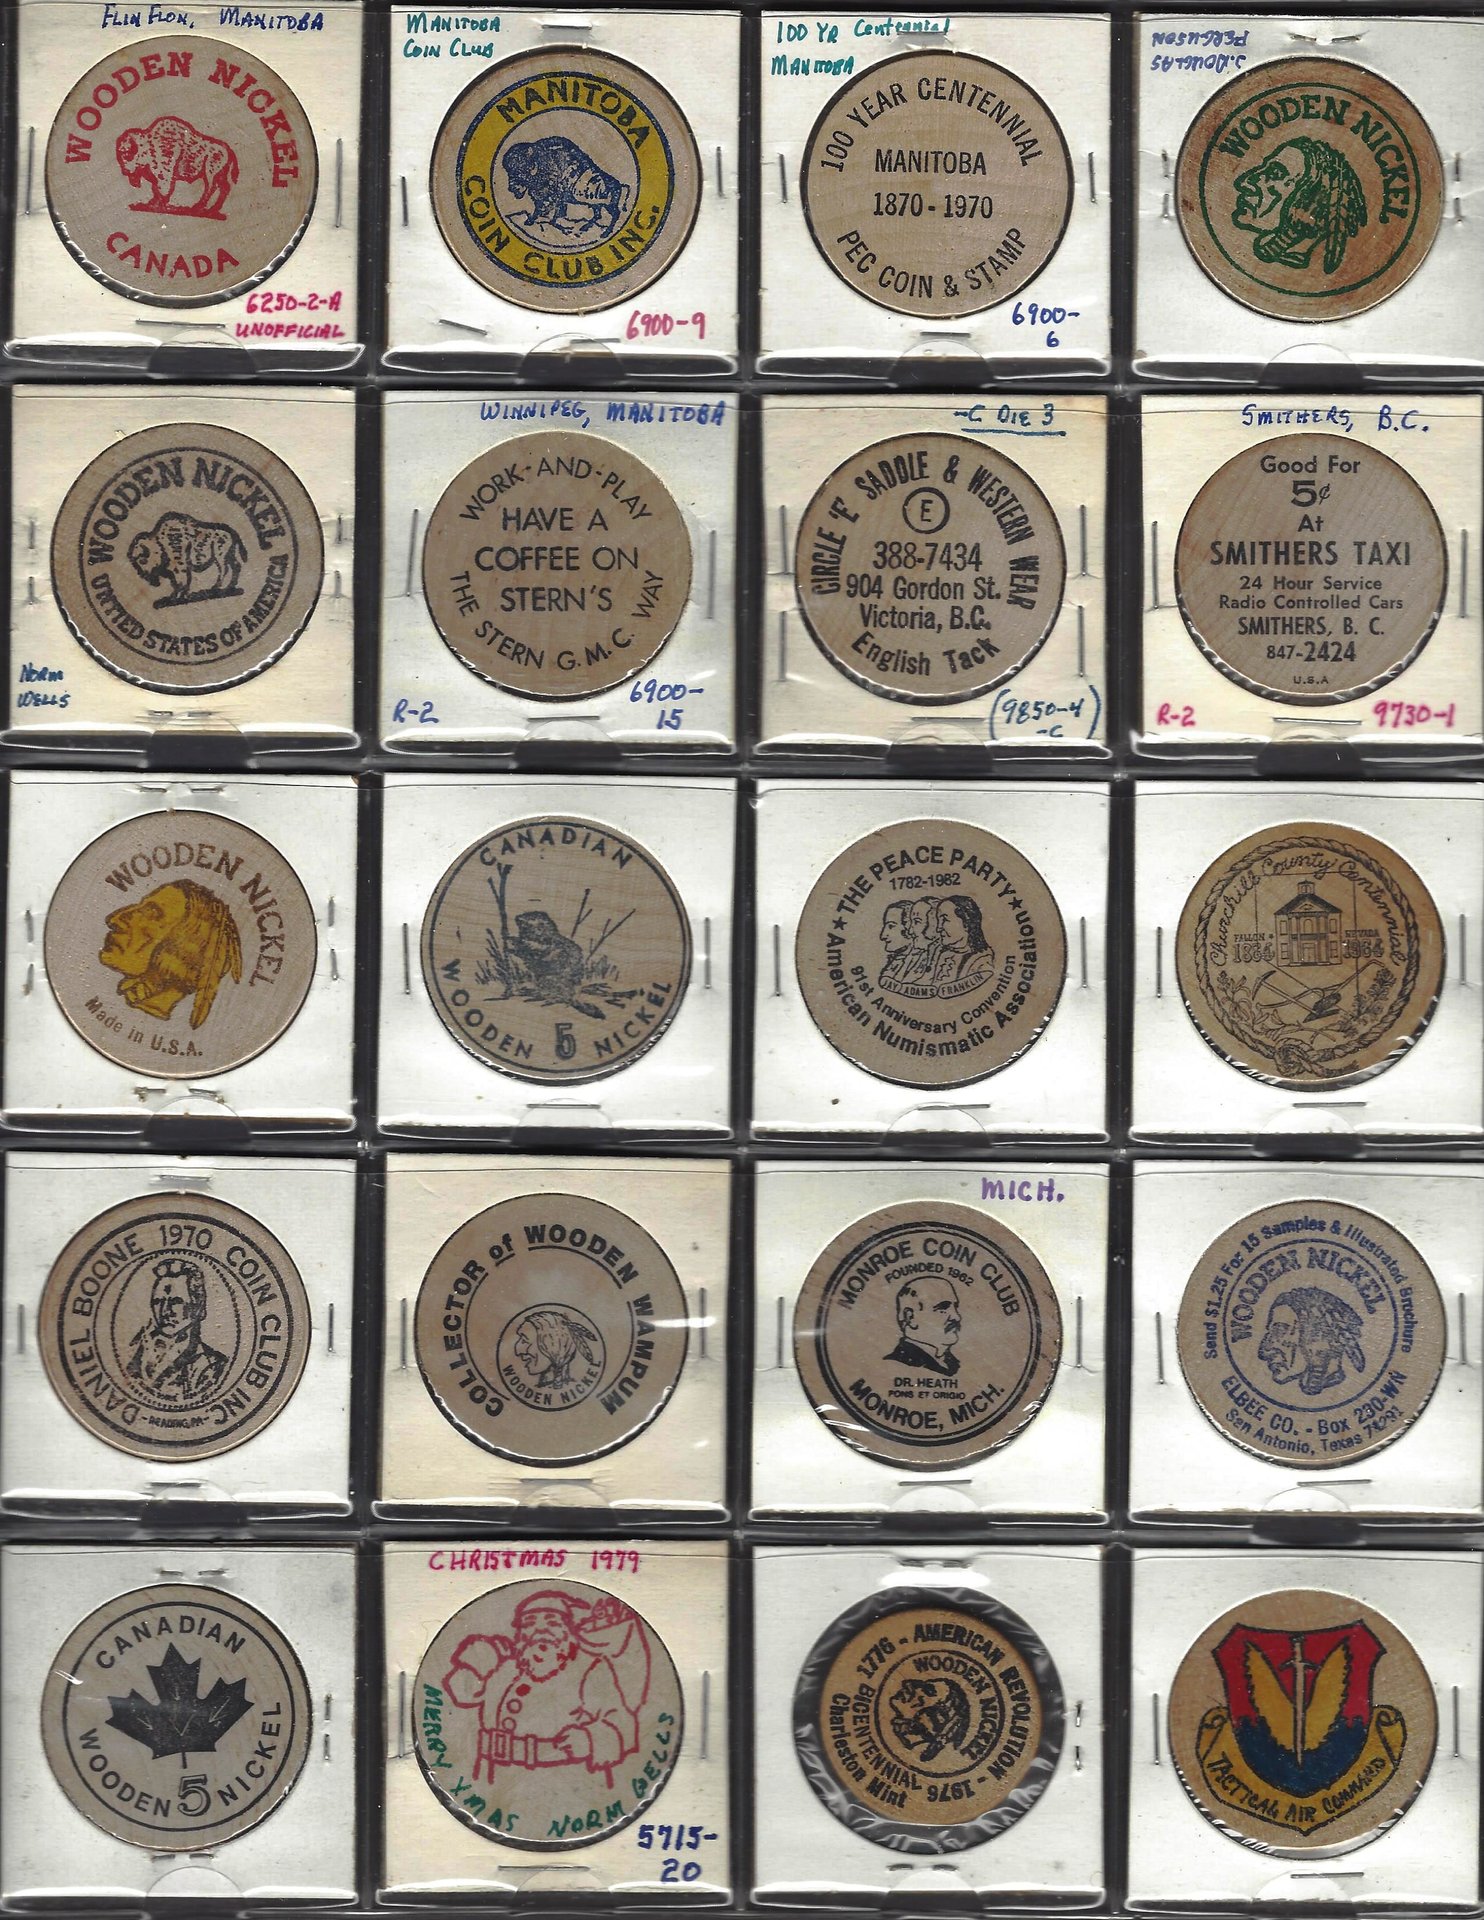 FLIN FLON, MANITOBA
WOODEN NICKEL
CANADA
6250-2-A
UNOFFICIAL
MANITOBA
COIN CLUB
MANITOBA
COIN CLUB INC.
6900-9
100 YR Centennial
MANITOBA
100 YEAR CENTENNIAL
MANITOBA
1870-1970
PEC COIN & STAMP
6900-
6
J. DOUGLAS
FERGUSON
WOODEN NICKEL
WOODEN NICKEL
UNITED STATES OF AMERICA
NORM
WELLS
WINNIPEG, MANITOBA
WORK-AND-PLAY
HAVE A
COFFEE ON
STERN'S
THE STERN G.M.C. WAY
R-2
6900-
15
-C DIE 3
CIRCLE 'E' SADDLE & WESTERN WEAR
E
388-7434
904 Gordon St.
Victoria, B.C.
English Tack
(9850-4)
-C
SMITHERS, B.C.
Good For
5¢
At
SMITHERS TAXI
24 Hour Service
Radio Controlled Cars
SMITHERS, B. C.
847-2424
U.S.A
R-2
9730-1
WOODEN NICKEL
Made in U.S.A.
CANADIAN
WOODEN 5 NICKEL
THE PEACE PARTY
1782-1982
JAY ADAMS FRANKLIN
91st Anniversary Convention
★ American Numismatic Association ★
Churchill County Centennial
FALLON NEVADA
1864 1964
DANIEL BOONE 1970 COIN CLUB INC.
-READING, PA-
COLLECTOR of WOODEN WAMPUM
WOODEN NICKEL
MICH.
MONROE COIN CLUB
FOUNDED 1962
DR. HEATH
PONS ET ORIGIO
MONROE, MICH.
Send $1.25 For 15 Samples & Illustrated Brochure
WOODEN NICKEL
ELBEE CO. - Box 230-WN
San Antonio, Texas 78291
CANADIAN
WOODEN 5 NICKEL
CHRISTMAS 1979
MERRY XMAS NORM BELLS
5715-
20
1776 - AMERICAN REVOLUTION
WOODEN NICKEL
BICENTENNIAL - 1976
Charleston Mint
TACTICAL AIR COMMAND